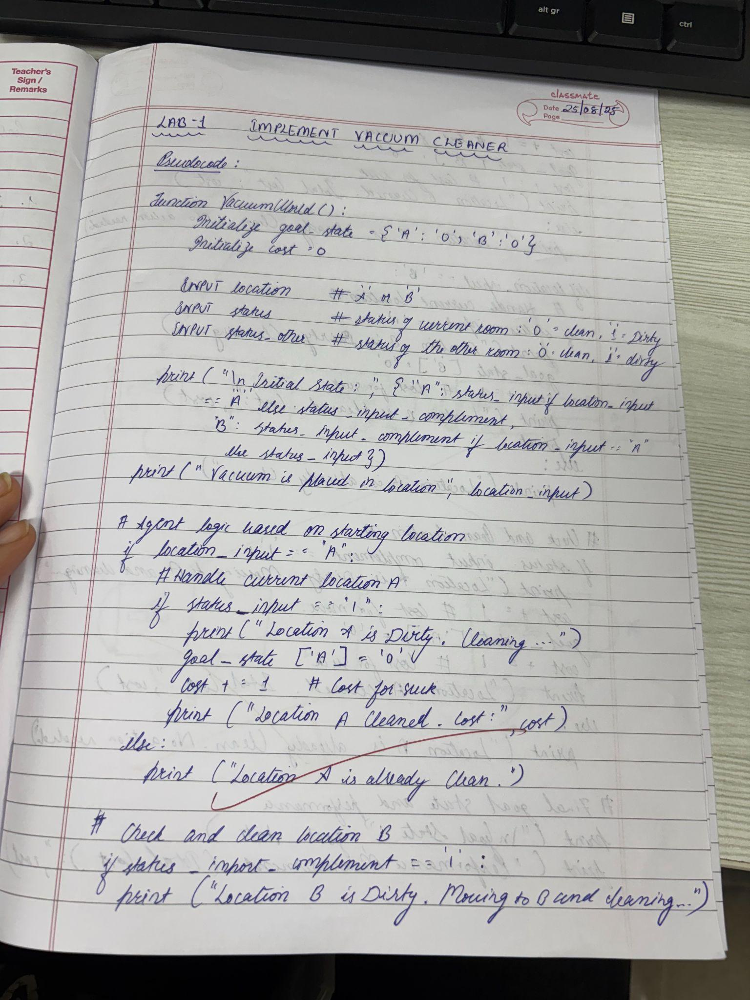 alt gr
ctrl
Teacher's
Sign /
Remarks
classmate
Date 25/08/25
Page
LAB-1 IMPLEMENT VACUUM CLEANER
Pseudocode :
Function VacuumWorld() :
Initialize goal_state = {'A': '0', 'B':'0'}
Initialize cost = 0
INPUT location # 'A' or 'B'
INPUT status # status of current room : '0' = clean, '1' = Dirty
INPUT status_other # status of the other room : '0' = clean, '1' = dirty
print ("\n Initial State : ", {"A": status_input if location_input
== "A" else status_input_complement,
"B": status_input_complement if location_input == "A"
else status_input})
print (" Vacuum is placed in location", location_input)
# Agent logic based on starting location
if location_input == "A":
# Handle current location A
if status_input == '1' :
print (" Location A is Dirty. Cleaning ...")
goal_state ['A'] = '0'
cost += 1 # Cost for suck
print ("Location A Cleaned. Cost:", cost)
else:
print ("Location A is already Clean.")
# Check and clean location B
if status_inport_complement == '1' :
print ("Location B is Dirty. Moving to B and cleaning...")